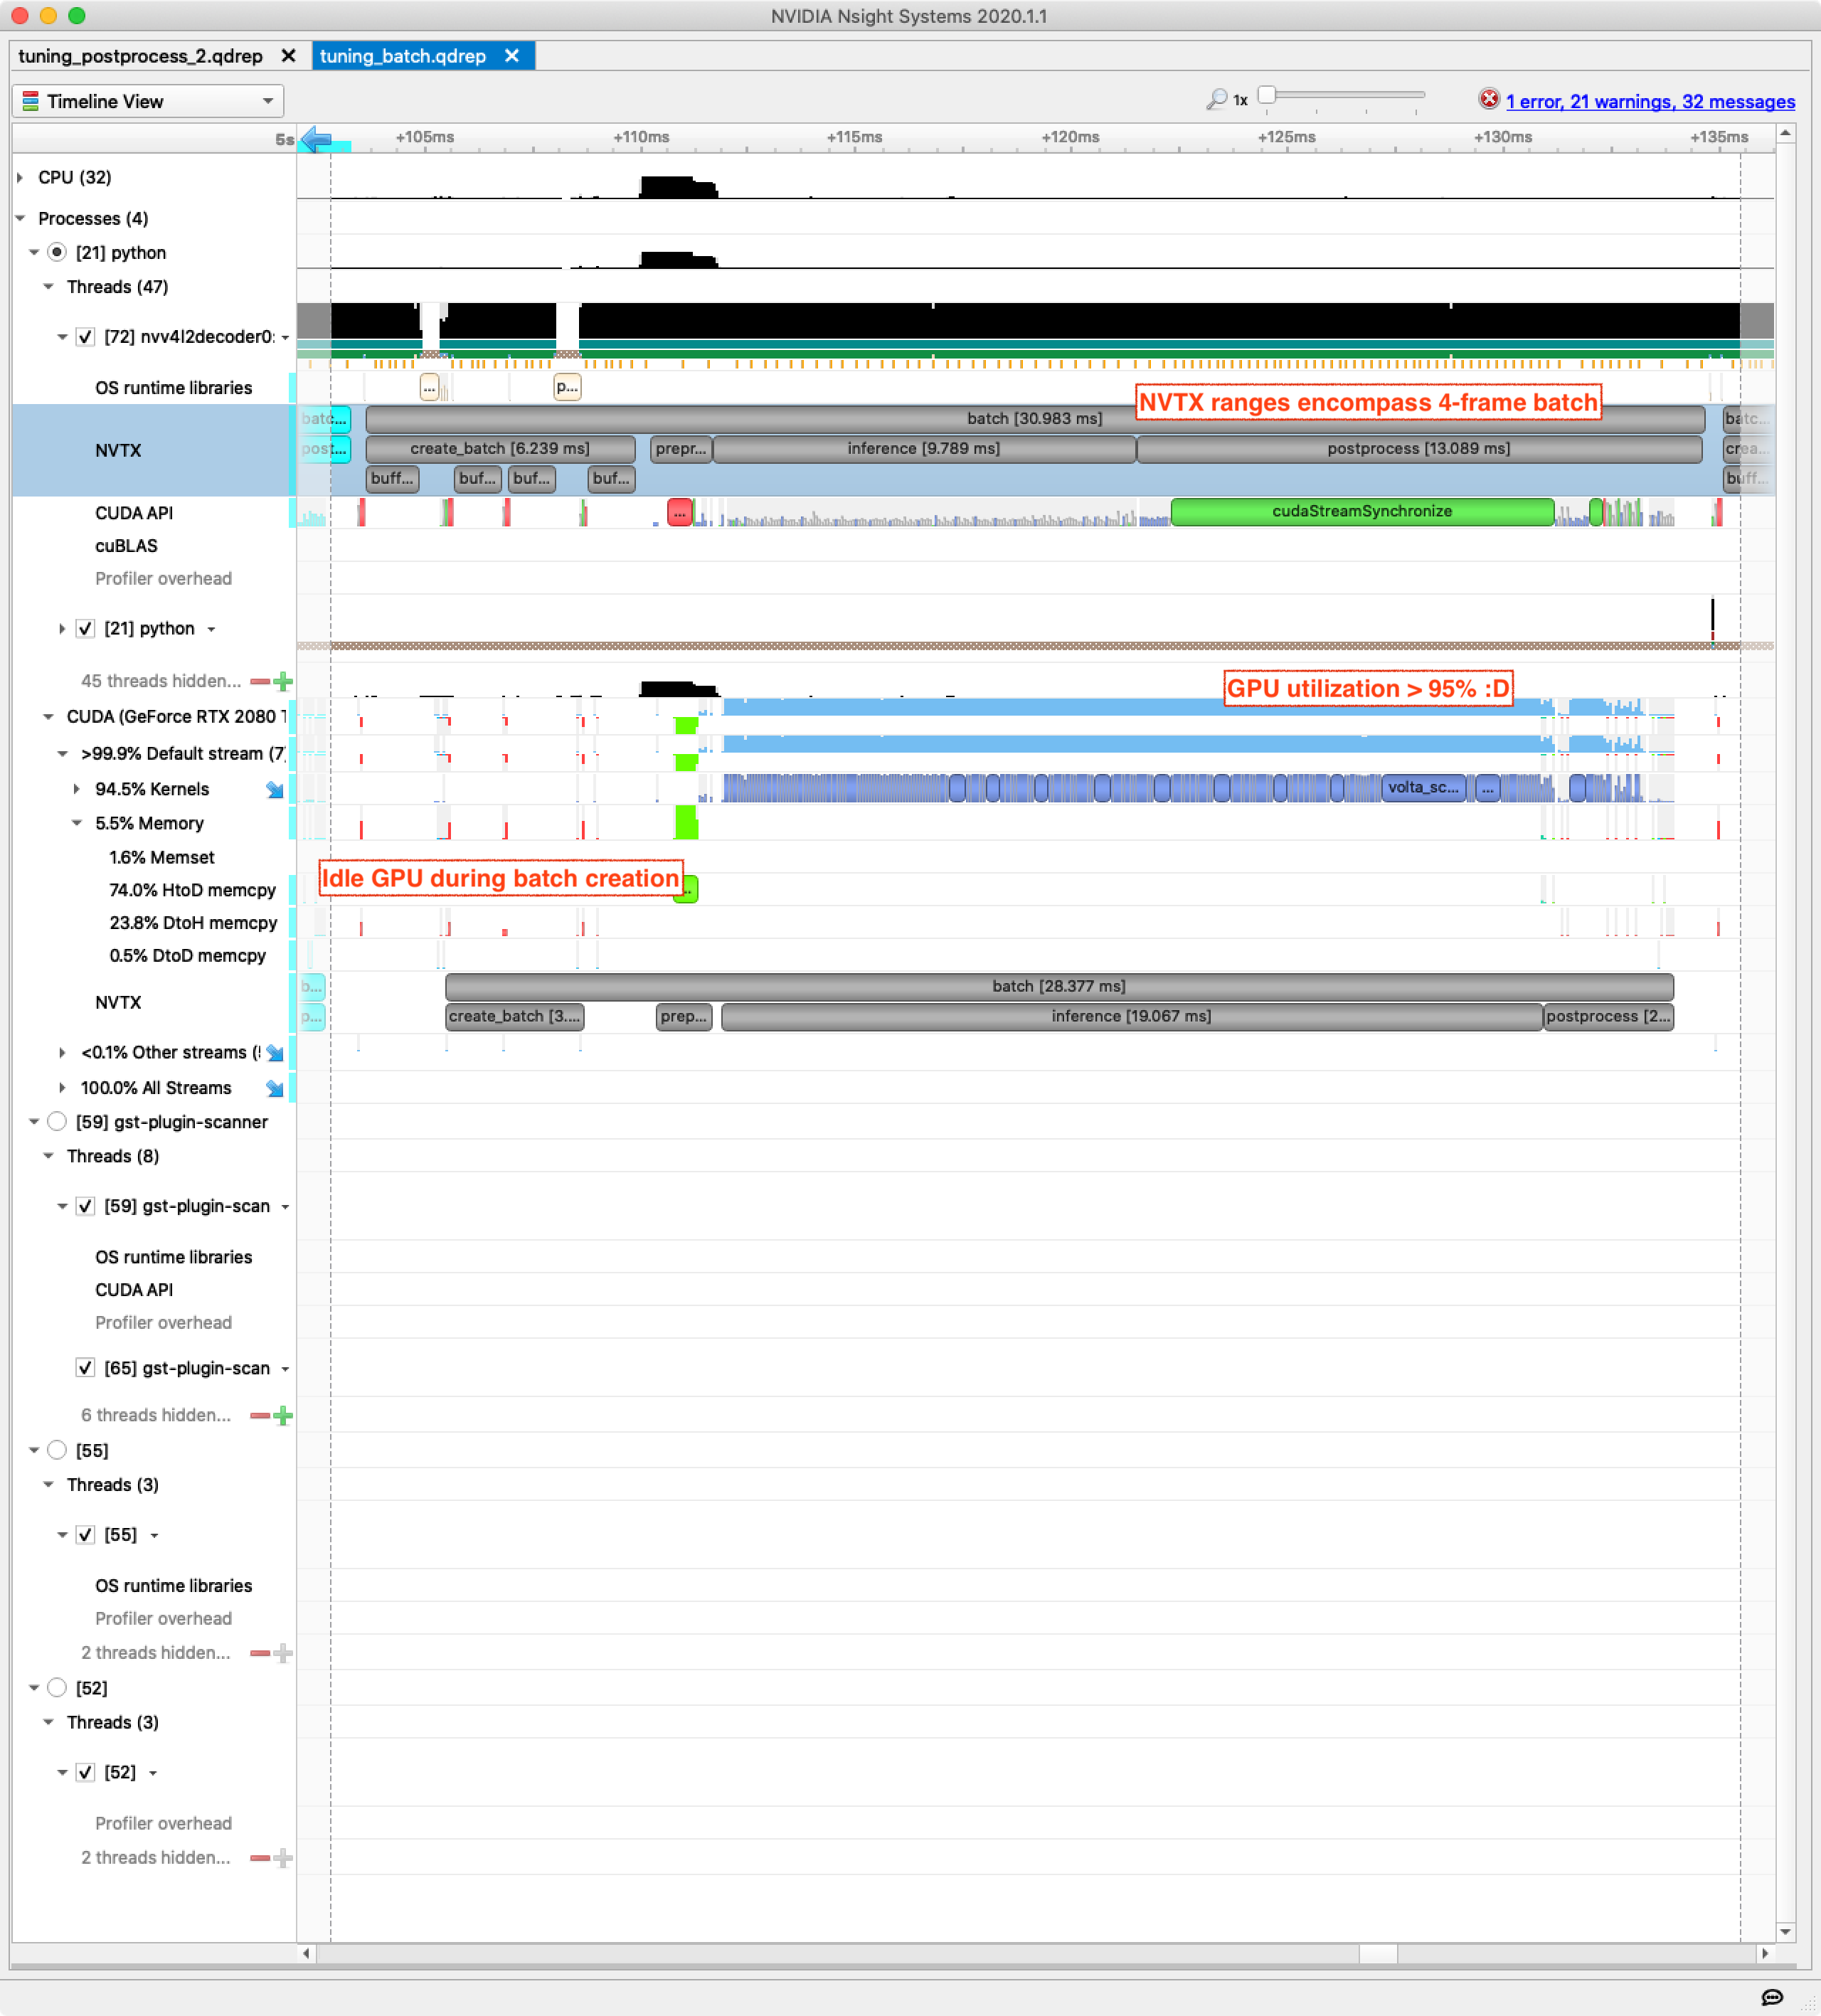 NVIDIA Nsight Systems 2020.1.1
tuning_postprocess_2.qdrep
tuning_batch.qdrep
Timeline View
1x
1 error, 21 warnings, 32 messages
5s
+105ms +110ms +115ms +120ms +125ms +130ms +135ms
CPU (32)
Processes (4)
[21] python
Threads (47)
[72] nvv4l2decoder0:
OS runtime libraries
... p...
NVTX ranges encompass 4-frame batch
batc... batch [30.983 ms] batc...
NVTX
post... create_batch [6.239 ms] prepr... inference [9.789 ms] postprocess [13.089 ms] crea...
buff... buf... buf... buf... buff...
CUDA API
... cudaStreamSynchronize
cuBLAS
Profiler overhead
[21] python
45 threads hidden...
GPU utilization > 95% :D
CUDA (GeForce RTX 2080 T
>99.9% Default stream (7
94.5% Kernels
volta_sc... ...
5.5% Memory
1.6% Memset
Idle GPU during batch creation
74.0% HtoD memcpy
23.8% DtoH memcpy
0.5% DtoD memcpy
b... batch [28.377 ms]
NVTX
p... create_batch [3.... prep... inference [19.067 ms] postprocess [2...
<0.1% Other streams (
100.0% All Streams
[59] gst-plugin-scanner
Threads (8)
[59] gst-plugin-scan
OS runtime libraries
CUDA API
Profiler overhead
[65] gst-plugin-scan
6 threads hidden...
[55]
Threads (3)
[55]
OS runtime libraries
Profiler overhead
2 threads hidden...
[52]
Threads (3)
[52]
Profiler overhead
2 threads hidden...